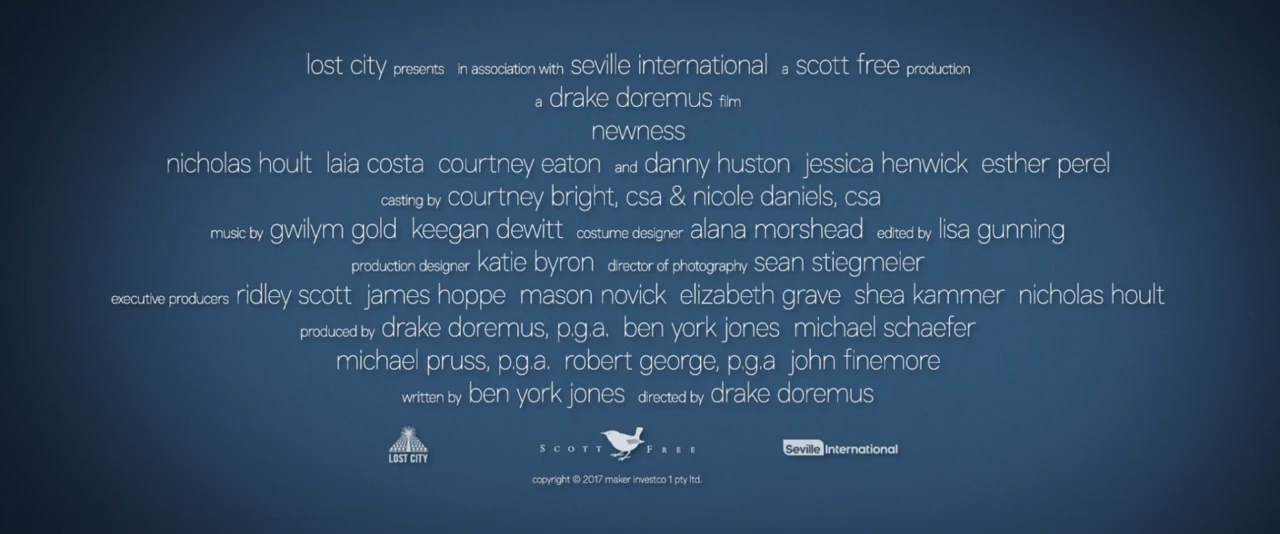 lost city presents in association with seville international a scott free production
a drake doremus film
newness
nicholas hoult laia costa courtney eaton and danny huston jessica henwick esther perel
casting by courtney bright, csa & nicole daniels, csa
music by gwilym gold keegan dewitt costume designer alana morshead edited by lisa gunning
production designer katie byron director of photography sean stiegmeier
executive producers ridley scott james hoppe mason novick elizabeth grave shea kammer nicholas hoult
produced by drake doremus, p.g.a. ben york jones michael schaefer
michael pruss, p.g.a. robert george, p.g.a john finemore
written by ben york jones directed by drake doremus
LOST CITY SCOTT FREE Seville International
copyright © 2017 maker investco 1 pty ltd.